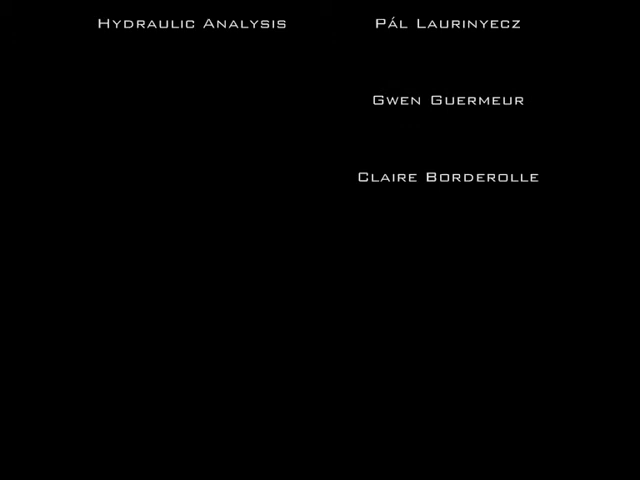 Hydraulic Analysis Pál Laurinyecz
Gwen Guermeur
Claire Borderolle